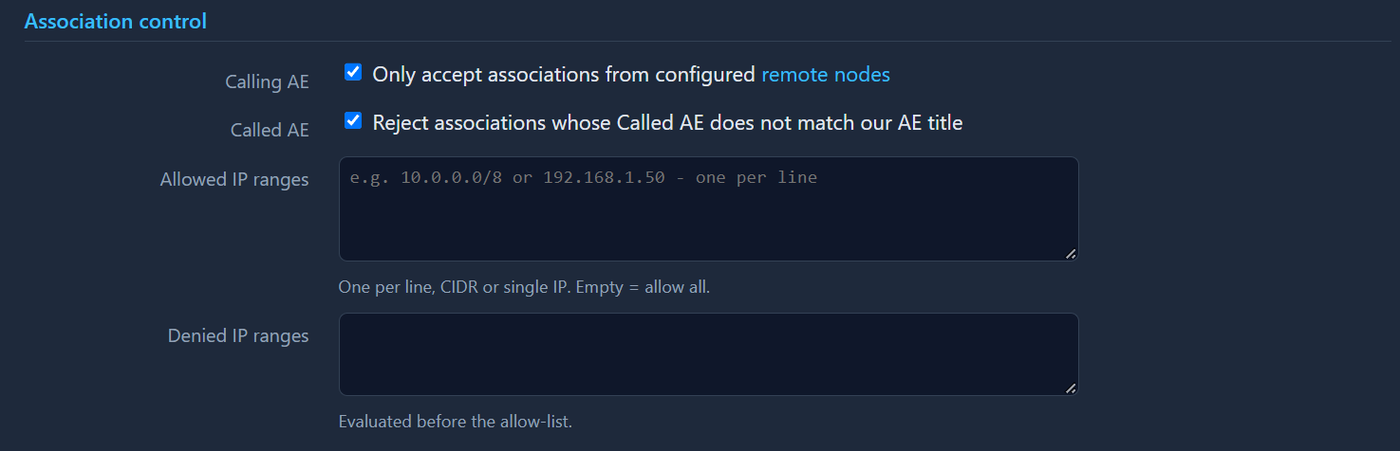 Association control
Calling AE
Only accept associations from configured remote nodes
Called AE
Reject associations whose Called AE does not match our AE title
Allowed IP ranges
e.g. 10.0.0.0/8 or 192.168.1.50 - one per line
One per line, CIDR or single IP. Empty = allow all.
Denied IP ranges
Evaluated before the allow-list.